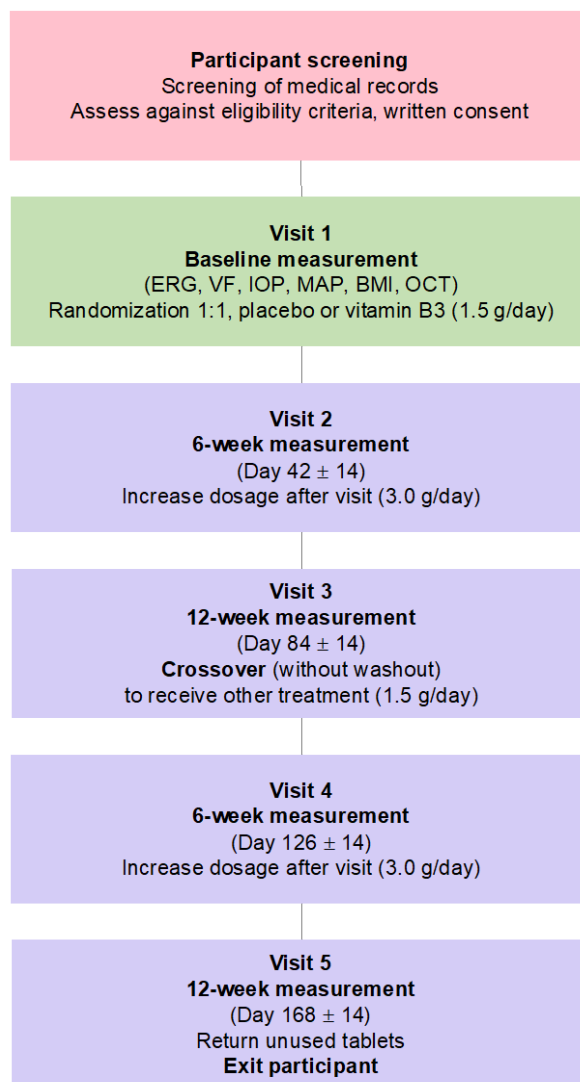 Participant screening
Screening of medical records
Assess against eligibility criteria, written consent
Visit 1
Baseline measurement
(ERG, VF, IOP, MAP, BMI, OCT)
Randomization 1:1, placebo or vitamin B3 (1.5 g/day)
Visit 2
6-week measurement
(Day 42 ± 14)
Increase dosage after visit (3.0 g/day)
Visit 3
12-week measurement
(Day 84 ± 14)
Crossover (without washout)
to receive other treatment (1.5 g/day)
Visit 4
6-week measurement
(Day 126 ± 14)
Increase dosage after visit (3.0 g/day)
Visit 5
12-week measurement
(Day 168 ± 14)
Return unused tablets
Exit participant